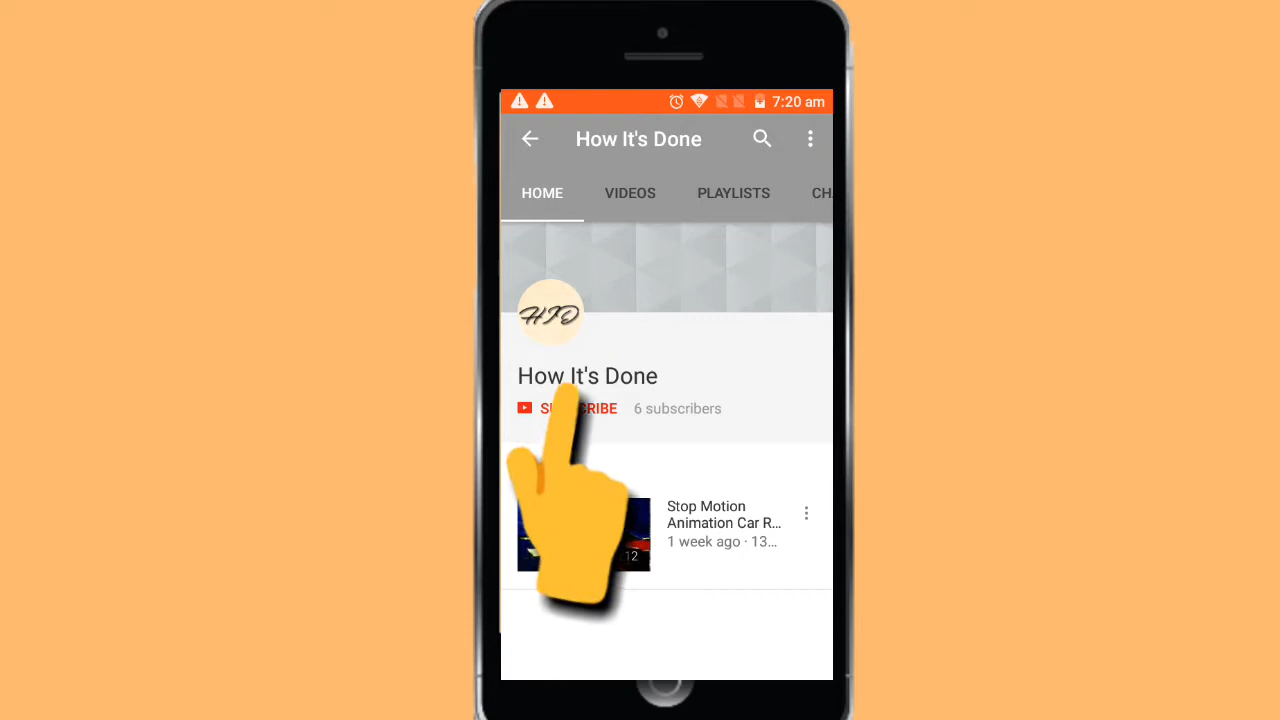 7:20 am
How It's Done
HOME VIDEOS PLAYLISTS
HID
How It's Done
6 subscribers
Stop Motion
Animation Car R...
1 week ago · 13...
12